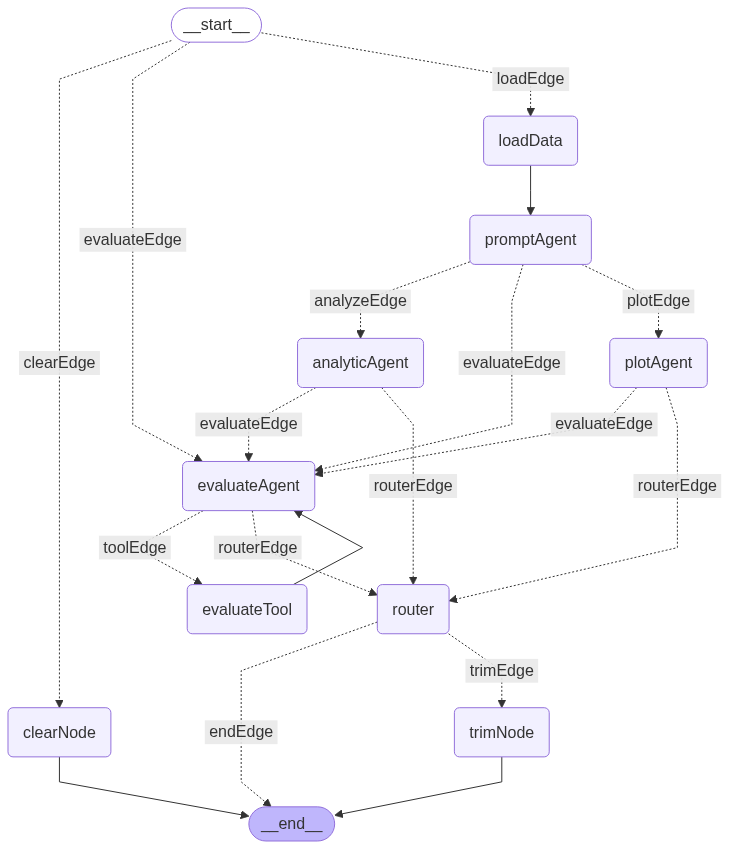 __start__
loadEdge
loadData
evaluateEdge
promptAgent
analyzeEdge
plotEdge
clearEdge
analyticAgent
evaluateEdge
plotAgent
evaluateEdge
evaluateEdge
evaluateAgent
routerEdge
routerEdge
toolEdge
routerEdge
evaluateTool
router
trimEdge
clearNode
endEdge
trimNode
__end__